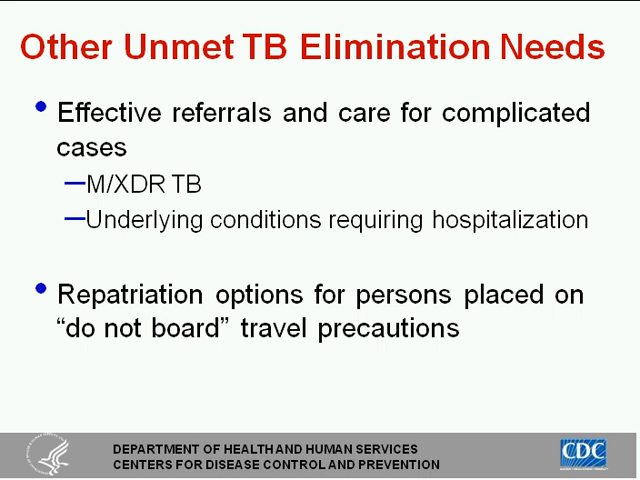 Other Unmet TB Elimination Needs
• Effective referrals and care for complicated
cases
—M/XDR TB
—Underlying conditions requiring hospitalization
• Repatriation options for persons placed on
“do not board” travel precautions
DEPARTMENT OF HEALTH AND HUMAN SERVICES
CENTERS FOR DISEASE CONTROL AND PREVENTION
CDC